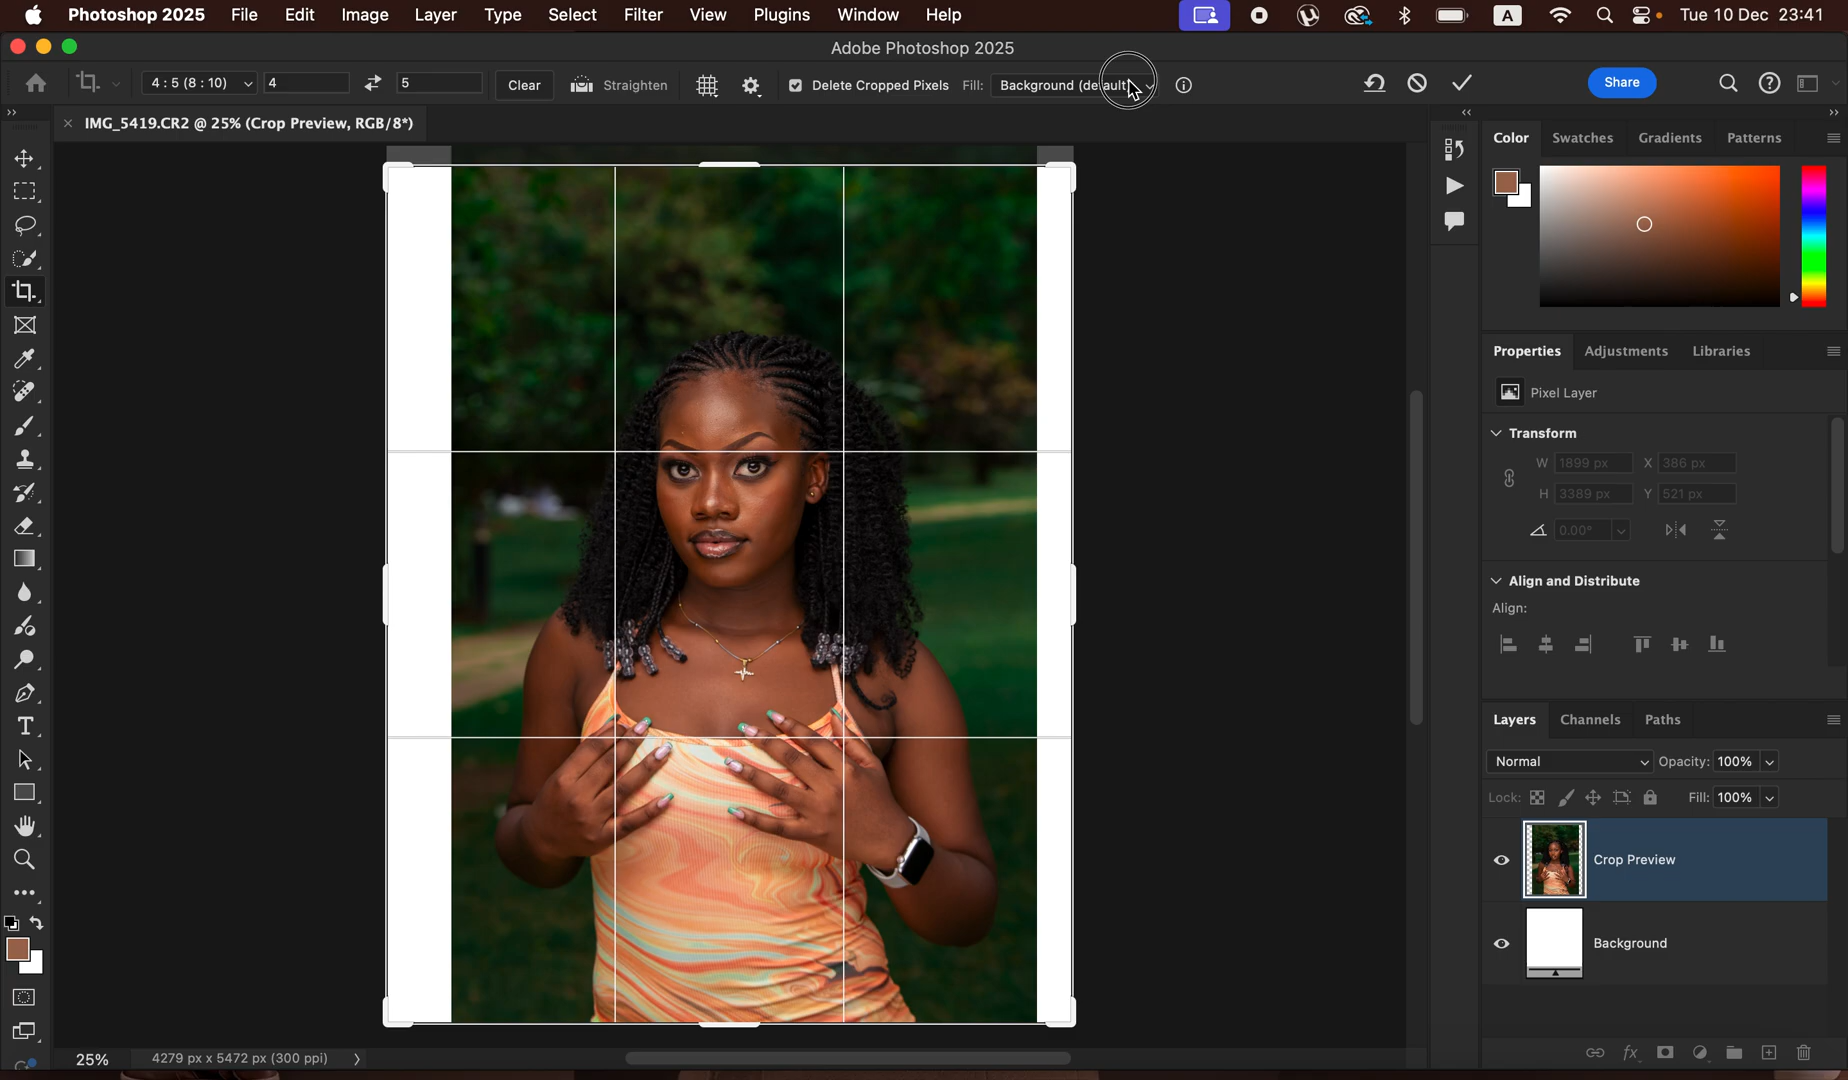 Photoshop 2025 File Edit Image Layer Type Select Filter View Plugins Window Help A Tue 10 Dec 23:41
Adobe Photoshop 2025
4 : 5 (8 : 10) 4 5 Clear Straighten Delete Cropped Pixels Fill: Background (default) Share
IMG_5419.CR2 @ 25% (Crop Preview, RGB/8*)
Color Swatches Gradients Patterns
Properties Adjustments Libraries
Pixel Layer
Transform
W 1899 px X 386 px
H 3389 px Y 521 px
0.00°
Align and Distribute
Align:
Layers Channels Paths
Normal Opacity: 100%
Lock: Fill: 100%
Crop Preview
Background
fx
25% 4279 px x 5472 px (300 ppi)